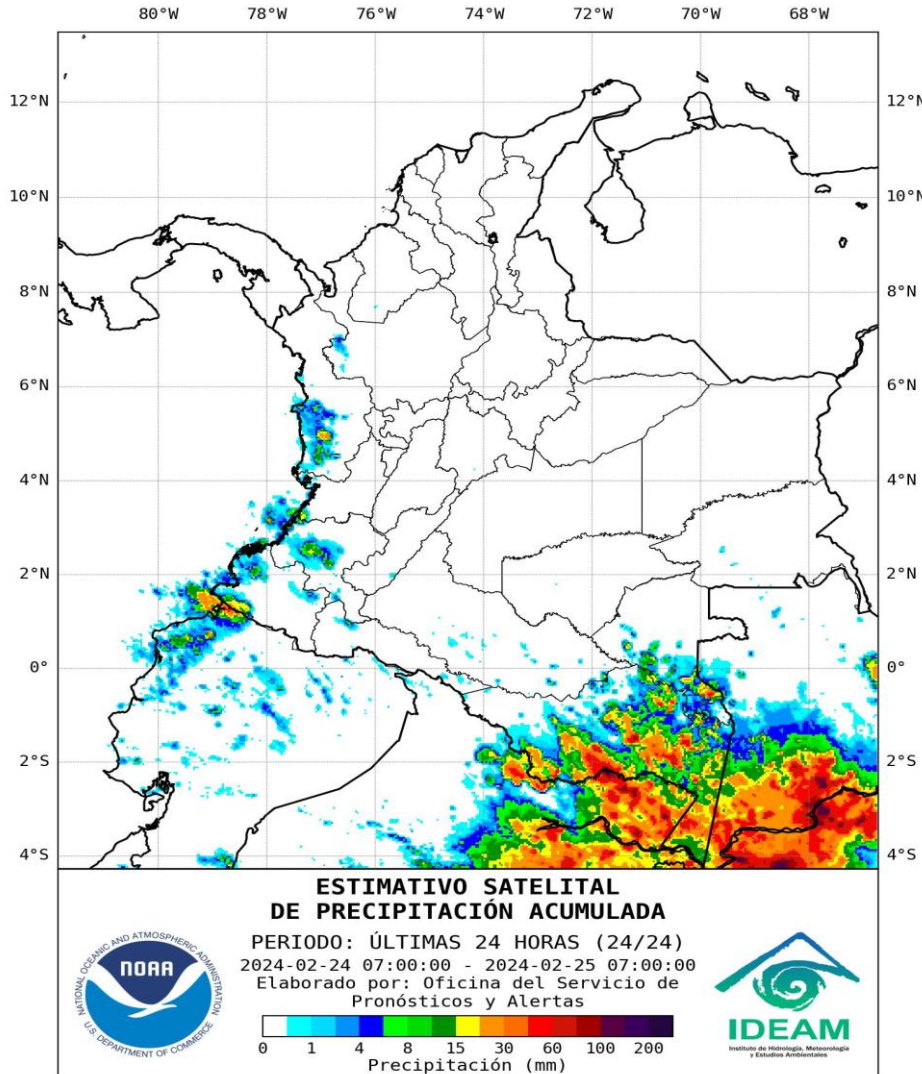 80°W 78°W 76°W 74°W 72°W 70°W 68°W
12°N 12°N
10°N 10°N
8°N 8°N
6°N 6°N
4°N 4°N
2°N 2°N
0° 0°
2°S 2°S
4°S 4°S
ESTIMATIVO SATELITAL
DE PRECIPITACIÓN ACUMULADA
PERIODO: ÚLTIMAS 24 HORAS (24/24)
2024-02-24 07:00:00 - 2024-02-25 07:00:00
Elaborado por: Oficina del Servicio de
Pronósticos y Alertas
0 1 4 8 15 30 60 100 200
Precipitación (mm)
NATIONAL OCEANIC AND ATMOSPHERIC ADMINISTRATION
NOAA
U.S. DEPARTMENT OF COMMERCE
IDEAM
Instituto de Hidrología, Meteorología
y Estudios Ambientales